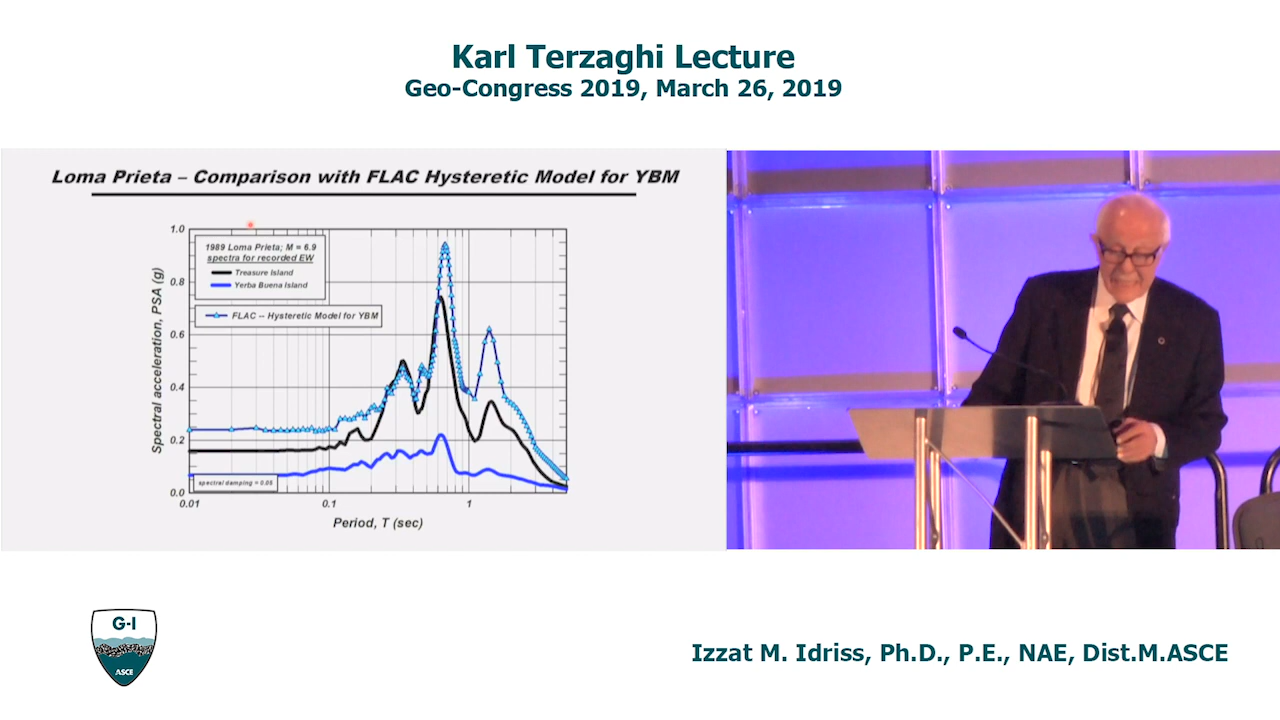 Karl Terzaghi Lecture
Geo-Congress 2019, March 26, 2019
Loma Prieta – Comparison with FLAC Hysteretic Model for YBM
1.0
0.8
0.6
0.4
0.2
0.0
Spectral acceleration, PSA (g)
1989 Loma Prieta; M = 6.9
spectra for recorded EW
Treasure Island
Yerba Buena Island
FLAC -- Hysteretic Model for YBM
spectral damping = 0.05
0.01
0.1
1
Period, T (sec)
G-I
ASCE
Izzat M. Idriss, Ph.D., P.E., NAE, Dist.M.ASCE